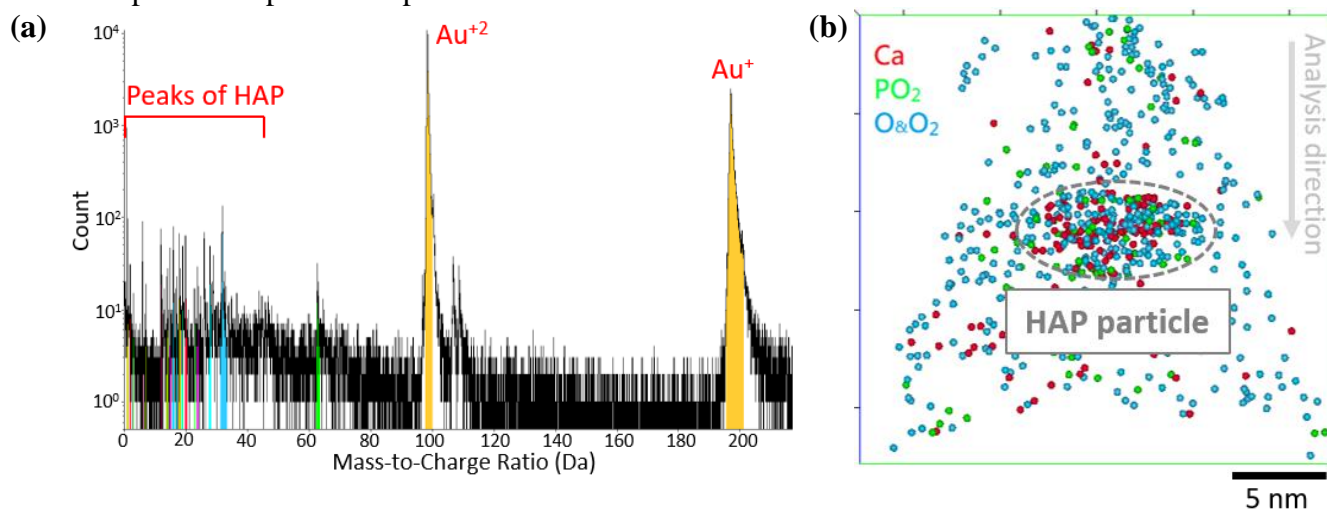 (a)
10⁴
10³
10²
10¹
10⁰
Count
Peaks of HAP
Au⁺²
Au⁺
0 20 40 60 80 100 120 140 160 180 200
Mass-to-Charge Ratio (Da)
(b)
Ca
PO₂
O&O₂
Analysis direction
HAP particle
5 nm